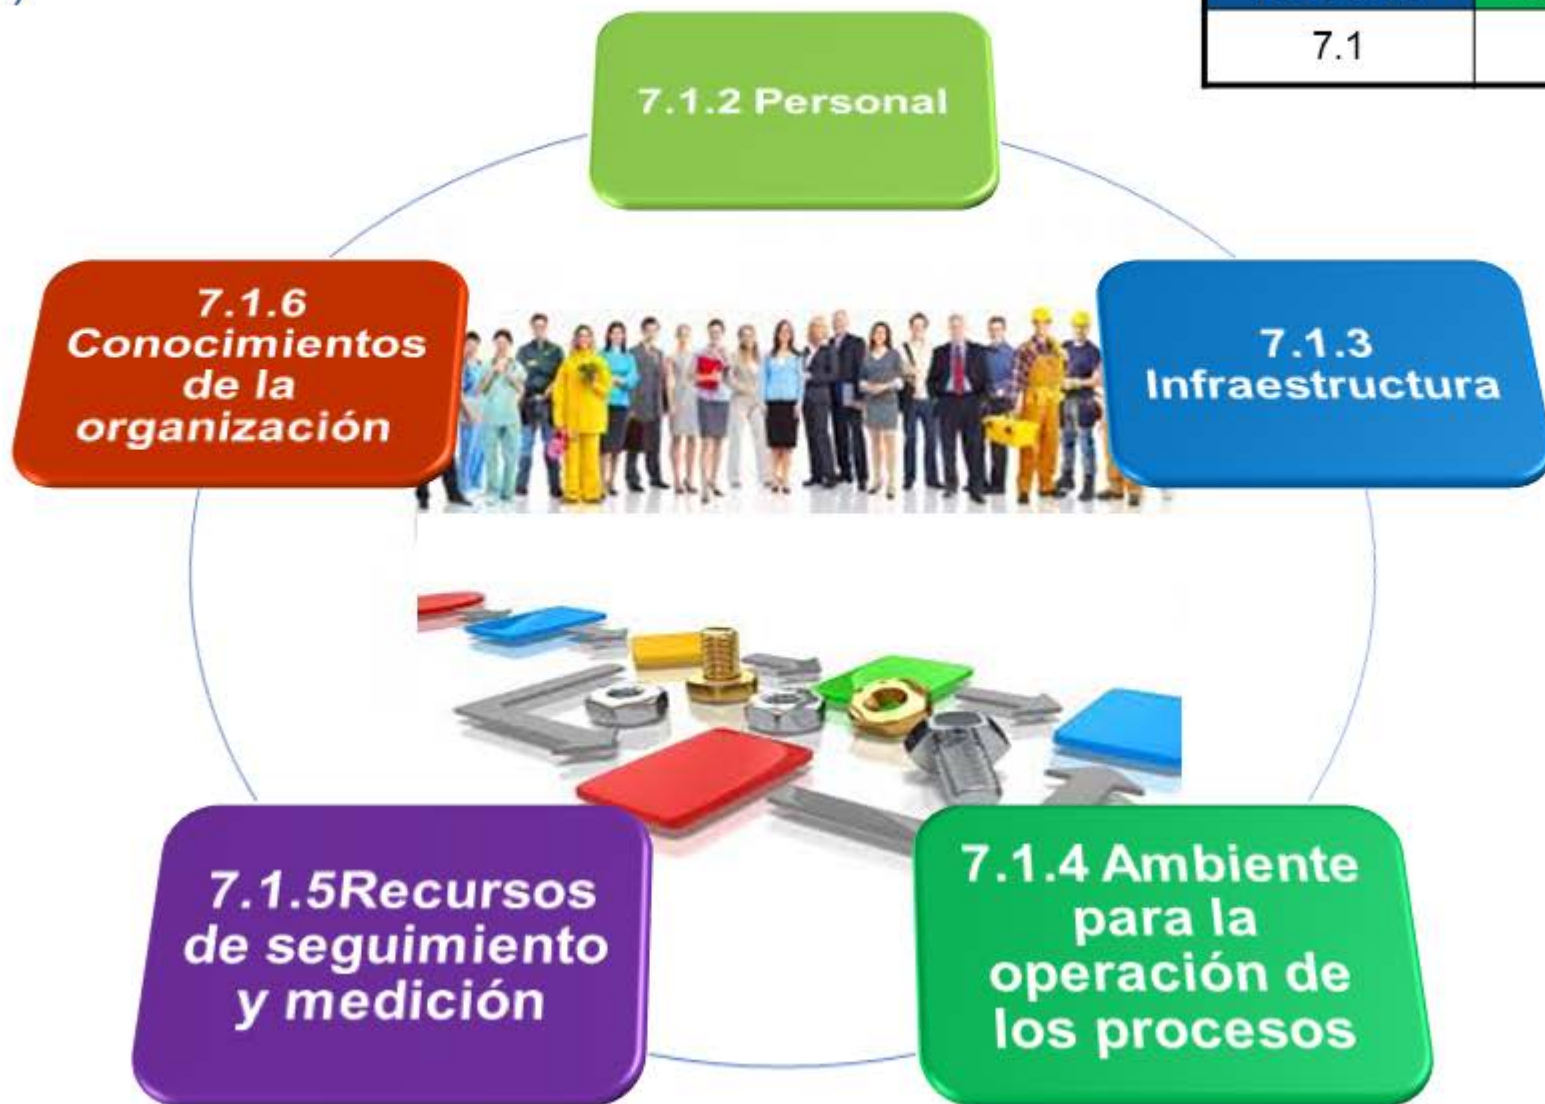 7.1
7.1.2 Personal
7.1.6
Conocimientos
de la
organización
7.1.3
Infraestructura
7.1.5Recursos
de seguimiento
y medición
7.1.4 Ambiente
para la
operación de
los procesos